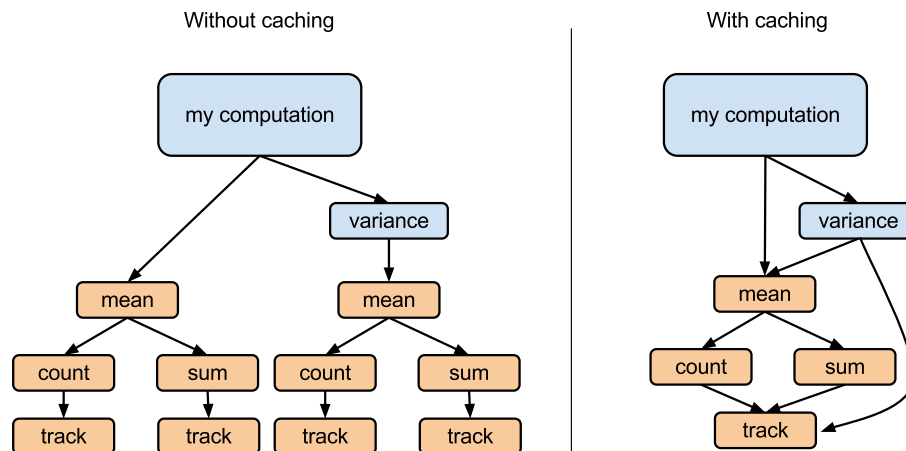 Without caching
With caching
my computation
my computation
variance
variance
mean
mean
mean
count
sum
count
sum
count
sum
track
track
track
track
track